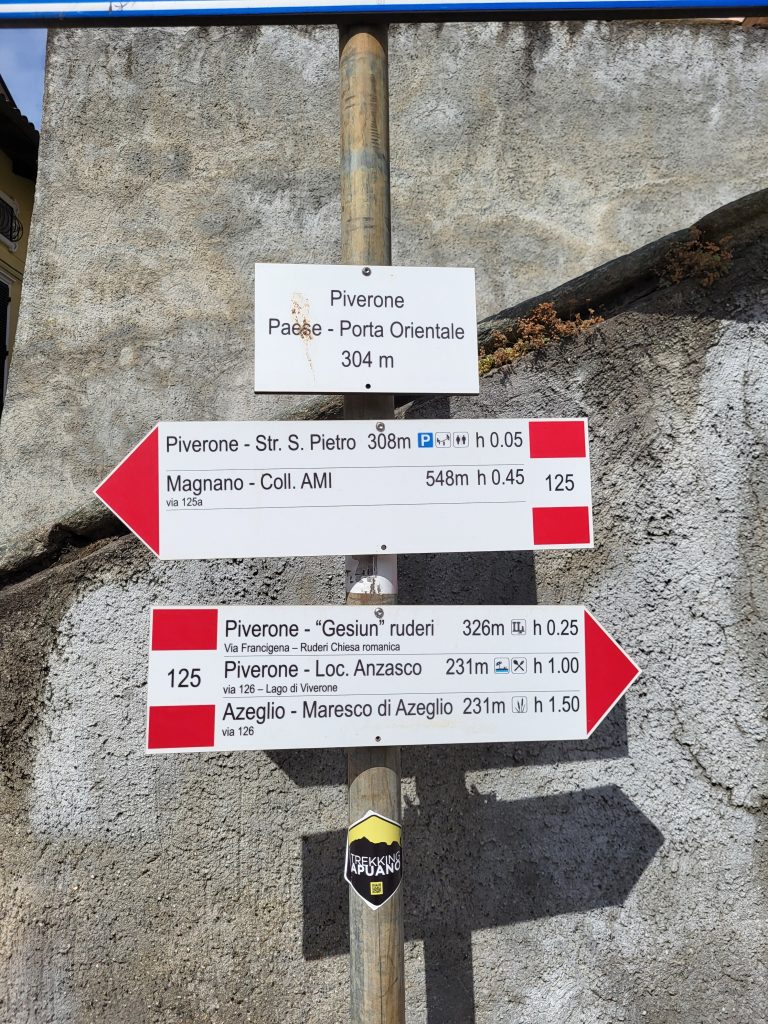 Piverone
Paese - Porta Orientale
304 m
Piverone - Str. S. Pietro 308m P h 0.05
Magnano - Coll. AMI 548m h 0.45
via 125a
125
Piverone - “Gesiun” ruderi 326m h 0.25
Via Francigena – Ruderi Chiesa romanica
125
Piverone - Loc. Anzasco 231m h 1.00
via 126 – Lago di Viverone
Azeglio - Maresco di Azeglio 231m h 1.50
via 126
TREKKING
APUANO